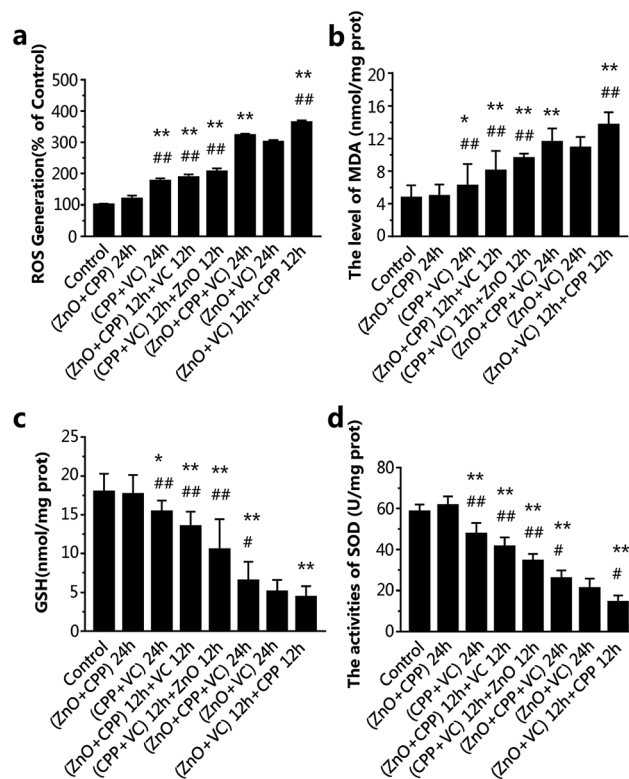 a
ROS Generation(% of Control)
500
400
300
200
100
0
**
##
**
##
**
##
**
**
##
Control
(ZnO+CPP) 24h
(CPP+VC) 24h
(ZnO+CPP) 12h+VC 12h
(CPP+VC) 12h+ZnO 12h
(ZnO+CPP+VC) 24h
(ZnO+VC) 24h
(ZnO+VC) 12h+CPP 12h
b
The level of MDA (nmol/mg prot)
20
16
12
8
4
0
*
##
**
##
**
##
**
**
##
Control
(ZnO+CPP) 24h
(CPP+VC) 24h
(ZnO+CPP) 12h+VC 12h
(CPP+VC) 12h+ZnO 12h
(ZnO+CPP+VC) 24h
(ZnO+VC) 24h
(ZnO+VC) 12h+CPP 12h
c
GSH(nmol/mg prot)
25
20
15
10
5
0
*
##
**
##
**
##
**
#
**
Control
(ZnO+CPP) 24h
(CPP+VC) 24h
(ZnO+CPP) 12h+VC 12h
(CPP+VC) 12h+ZnO 12h
(ZnO+CPP+VC) 24h
(ZnO+VC) 24h
(ZnO+VC) 12h+CPP 12h
d
The activities of SOD (U/mg prot)
80
60
40
20
0
**
##
**
##
**
##
**
#
**
#
Control
(ZnO+CPP) 24h
(CPP+VC) 24h
(ZnO+CPP) 12h+VC 12h
(CPP+VC) 12h+ZnO 12h
(ZnO+CPP+VC) 24h
(ZnO+VC) 24h
(ZnO+VC) 12h+CPP 12h